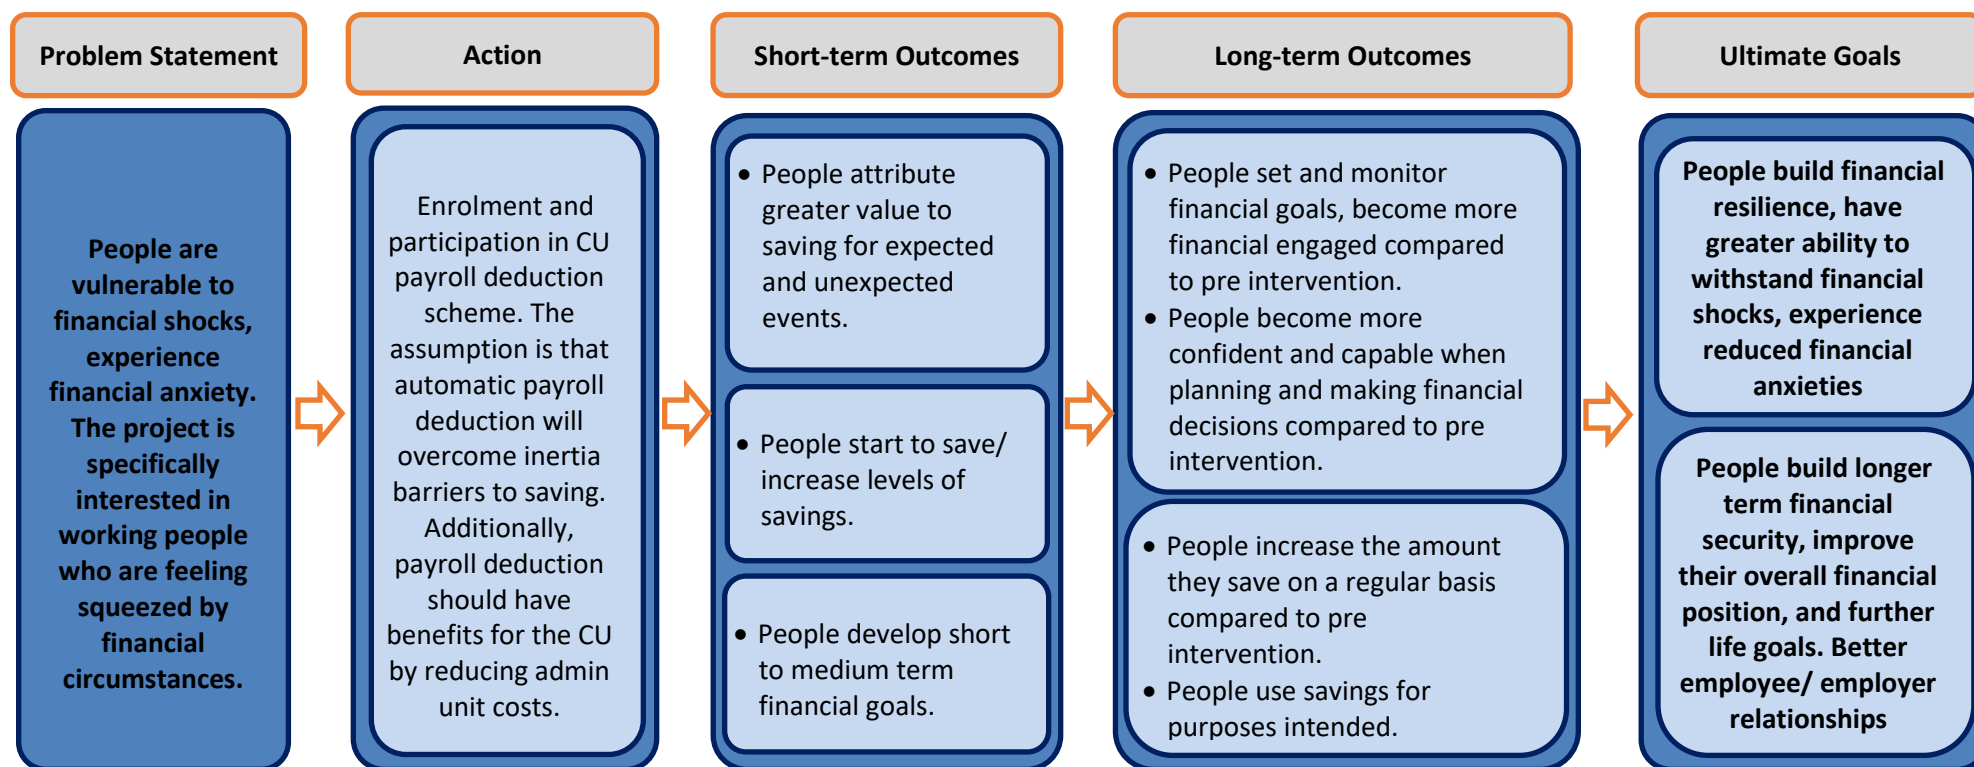 Problem Statement
Action
Short-term Outcomes
Long-term Outcomes
Ultimate Goals
People are
vulnerable to
financial shocks,
experience
financial anxiety.
The project is
specifically
interested in
working people
who are feeling
squeezed by
financial
circumstances.
Enrolment and
participation in CU
payroll deduction
scheme. The
assumption is that
automatic payroll
deduction will
overcome inertia
barriers to saving.
Additionally,
payroll deduction
should have
benefits for the CU
by reducing admin
unit costs.
• People attribute
greater value to
saving for expected
and unexpected
events.
• People start to save/
increase levels of
savings.
• People develop short
to medium term
financial goals.
• People set and monitor
financial goals, become more
financial engaged compared
to pre intervention.
• People become more
confident and capable when
planning and making financial
decisions compared to pre
intervention.
• People increase the amount
they save on a regular basis
compared to pre
intervention.
• People use savings for
purposes intended.
People build financial
resilience, have
greater ability to
withstand financial
shocks, experience
reduced financial
anxieties
People build longer
term financial
security, improve
their overall financial
position, and further
life goals. Better
employee/ employer
relationships